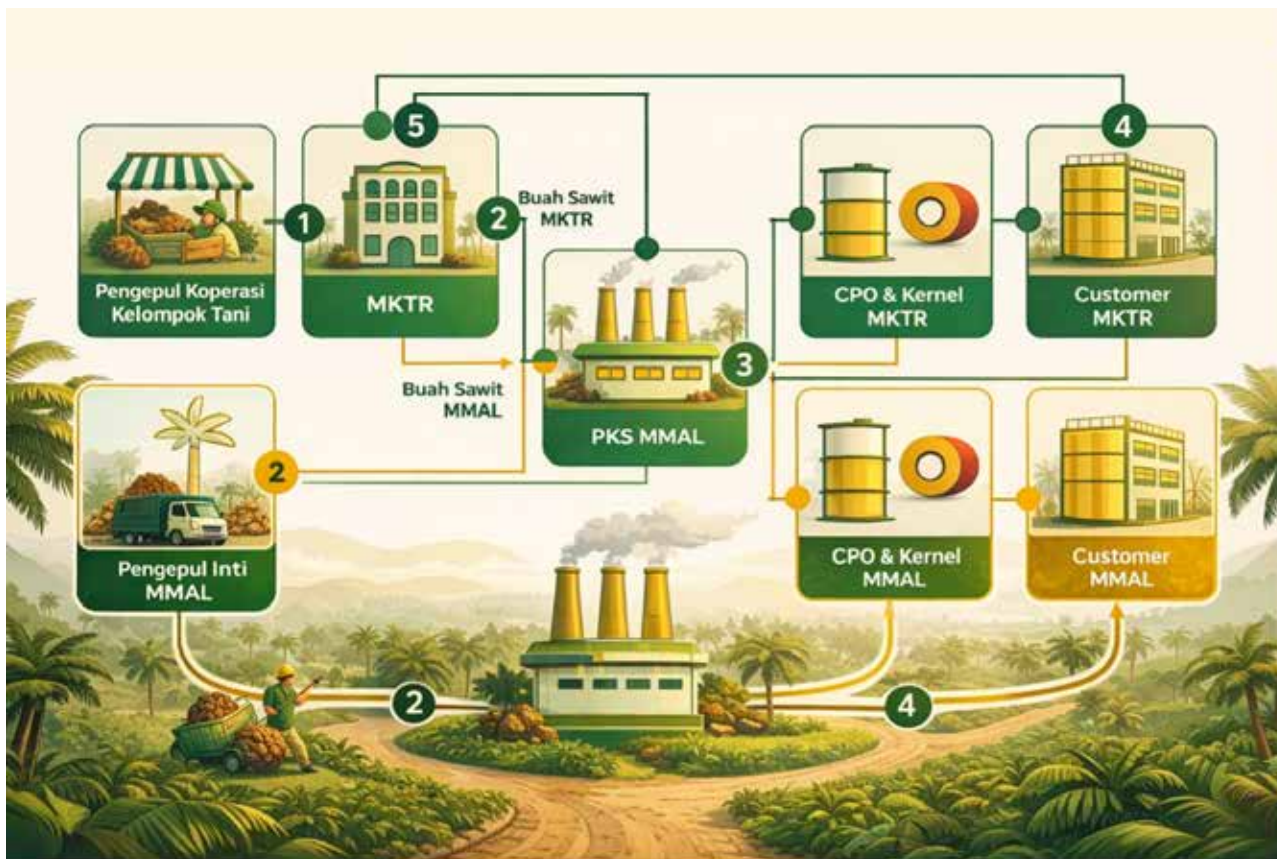 5
4
Pengepul Koperasi
Kelompok Tani
1
MKTR
2
Buah Sawit
MKTR
CPO & Kernel
MKTR
Customer
MKTR
Buah Sawit
MMAL
3
PKS MMAL
2
Pengepul Inti
MMAL
CPO & Kernel
MMAL
Customer
MMAL
2
4